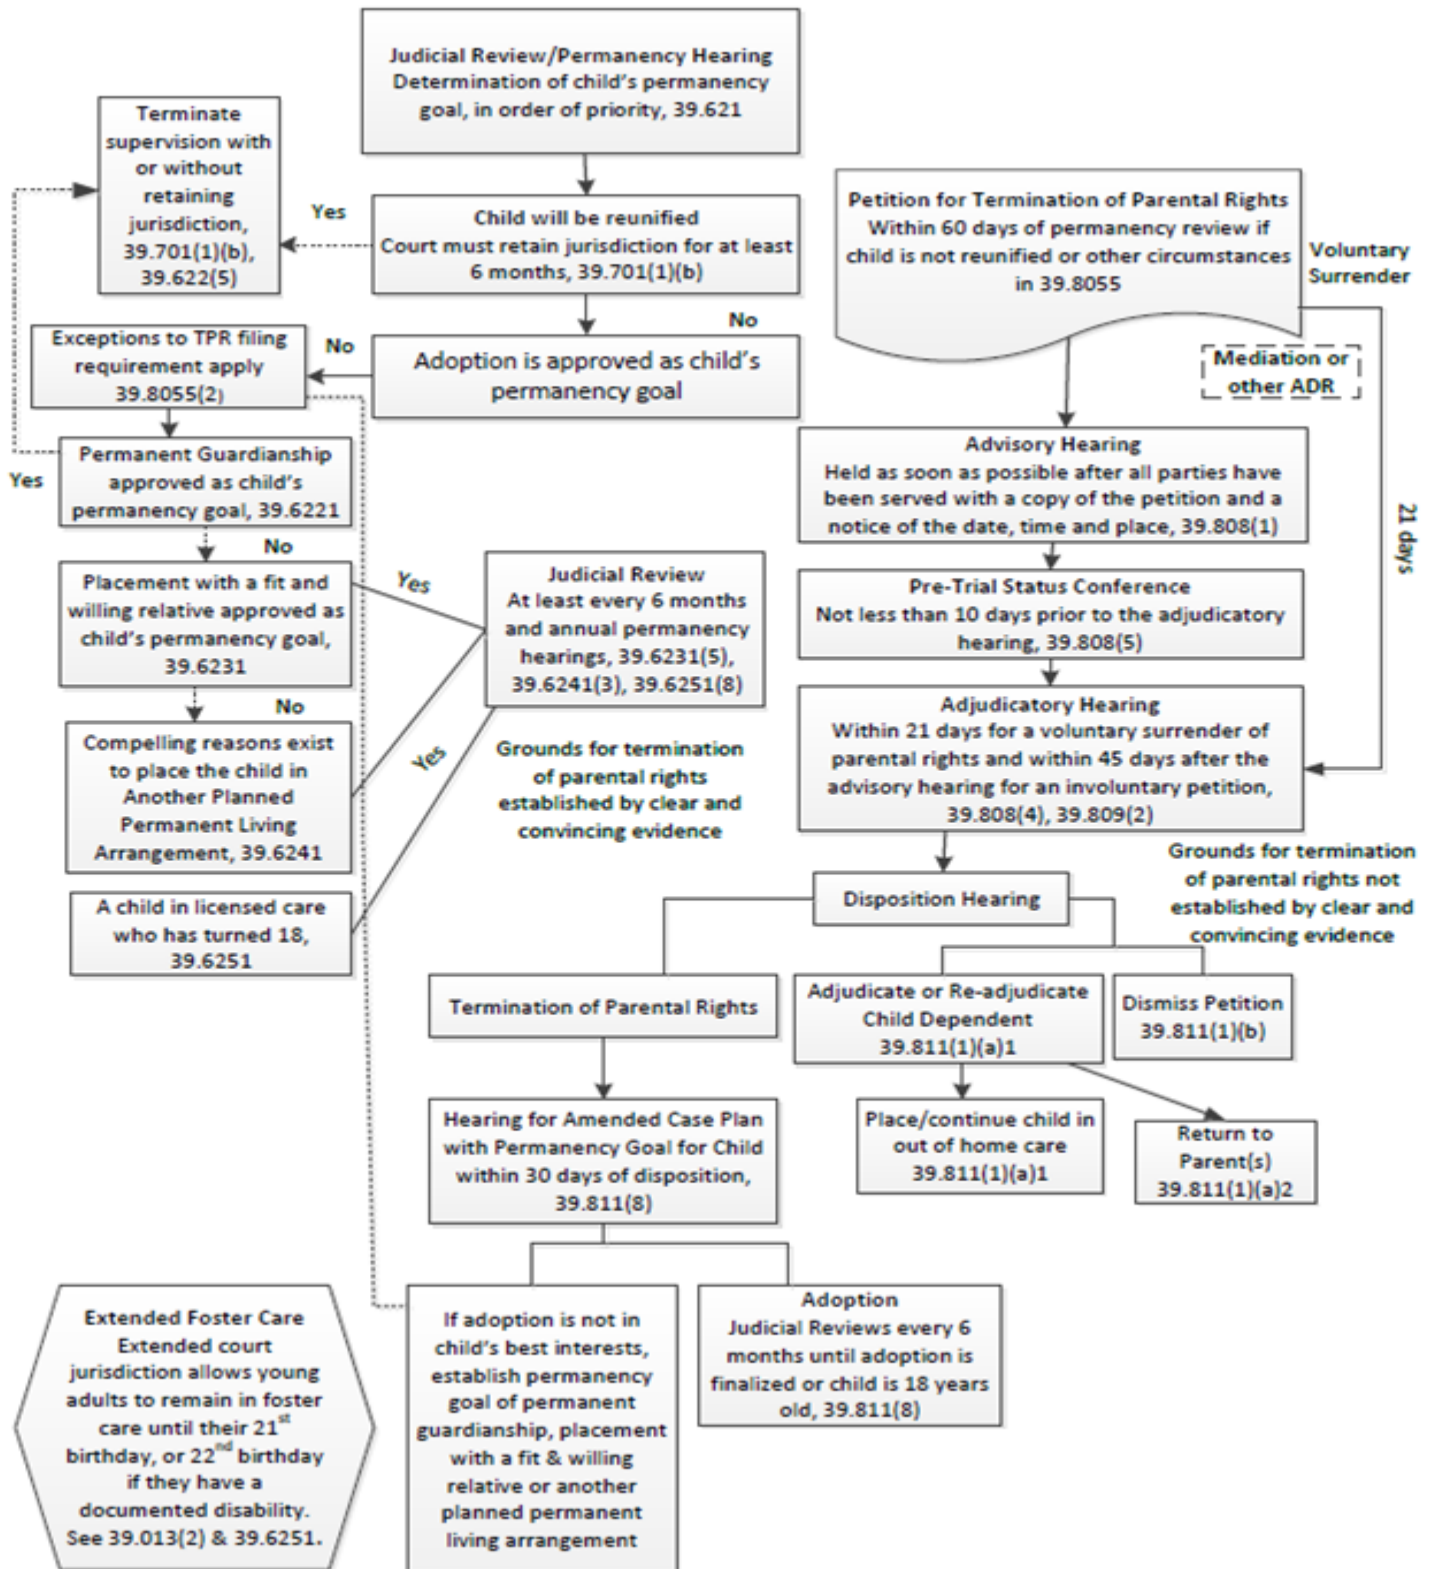 Judicial Review/Permanency Hearing
Determination of child's permanency
goal, in order of priority, 39.621
Terminate
supervision with
or without
retaining
jurisdiction,
39.701(1)(b),
39.622(5)
Yes
Child will be reunified
Court must retain jurisdiction for at least
6 months, 39.701(1)(b)
No
Adoption is approved as child's
permanency goal
No
Exceptions to TPR filing
requirement apply
39.8055(2)
Yes
Permanent Guardianship
approved as child's
permanency goal, 39.6221
No
Placement with a fit and
willing relative approved as
child's permanency goal,
39.6231
Yes
No
Compelling reasons exist
to place the child in
Another Planned
Permanent Living
Arrangement, 39.6241
Yes
A child in licensed care
who has turned 18,
39.6251
Judicial Review
At least every 6 months
and annual permanency
hearings, 39.6231(5),
39.6241(3), 39.6251(8)
Petition for Termination of Parental Rights
Within 60 days of permanency review if
child is not reunified or other circumstances
in 39.8055
Voluntary
Surrender
Mediation or
other ADR
21 days
Advisory Hearing
Held as soon as possible after all parties have
been served with a copy of the petition and a
notice of the date, time and place, 39.808(1)
Pre-Trial Status Conference
Not less than 10 days prior to the adjudicatory
hearing, 39.808(5)
Adjudicatory Hearing
Within 21 days for a voluntary surrender of
parental rights and within 45 days after the
advisory hearing for an involuntary petition,
39.808(4), 39.809(2)
Grounds for termination
of parental rights
established by clear and
convincing evidence
Disposition Hearing
Grounds for termination
of parental rights not
established by clear and
convincing evidence
Termination of Parental Rights
Adjudicate or Re-adjudicate
Child Dependent
39.811(1)(a)1
Dismiss Petition
39.811(1)(b)
Hearing for Amended Case Plan
with Permanency Goal for Child
within 30 days of disposition,
39.811(8)
Place/continue child in
out of home care
39.811(1)(a)1
Return to
Parent(s)
39.811(1)(a)2
If adoption is not in
child's best interests,
establish permanency
goal of permanent
guardianship, placement
with a fit & willing
relative or another
planned permanent
living arrangement
Adoption
Judicial Reviews every 6
months until adoption is
finalized or child is 18 years
old, 39.811(8)
Extended Foster Care
Extended court
jurisdiction allows young
adults to remain in foster
care until their 21st
birthday, or 22nd birthday
if they have a
documented disability.
See 39.013(2) & 39.6251.